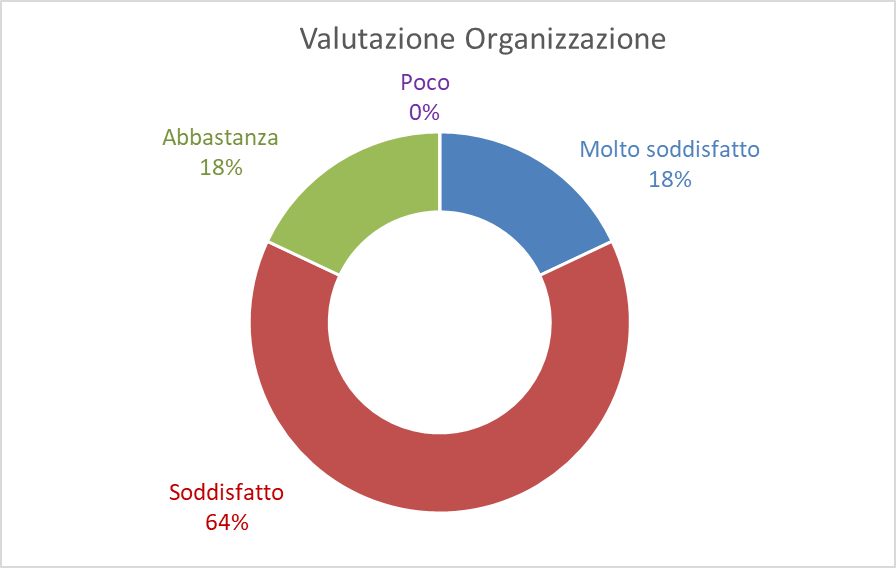 Valutazione Organizzazione
Poco
0%
Abbastanza
18%
Molto soddisfatto
18%
Soddisfatto
64%